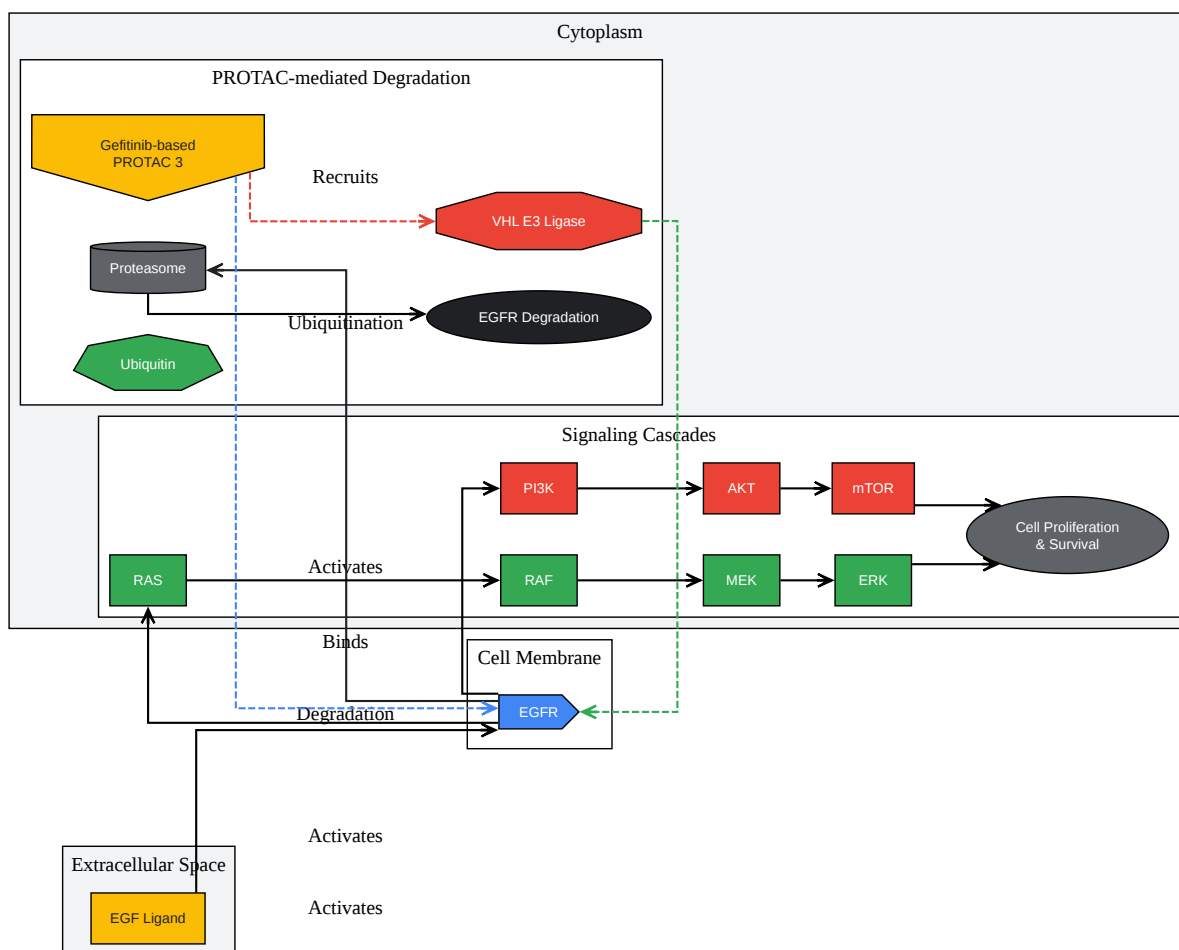 Cytoplasm
PROTAC-mediated Degradation
Gefitinib-based
PROTAC 3
Recruits
VHL E3 Ligase
Proteasome
Ubiquitination
EGFR Degradation
Ubiquitin
Signaling Cascades
PI3K
AKT
mTOR
Cell Proliferation
& Survival
RAS
Activates
RAF
MEK
ERK
Binds
Cell Membrane
Degradation
EGFR
Activates
Extracellular Space
EGF Ligand
Activates